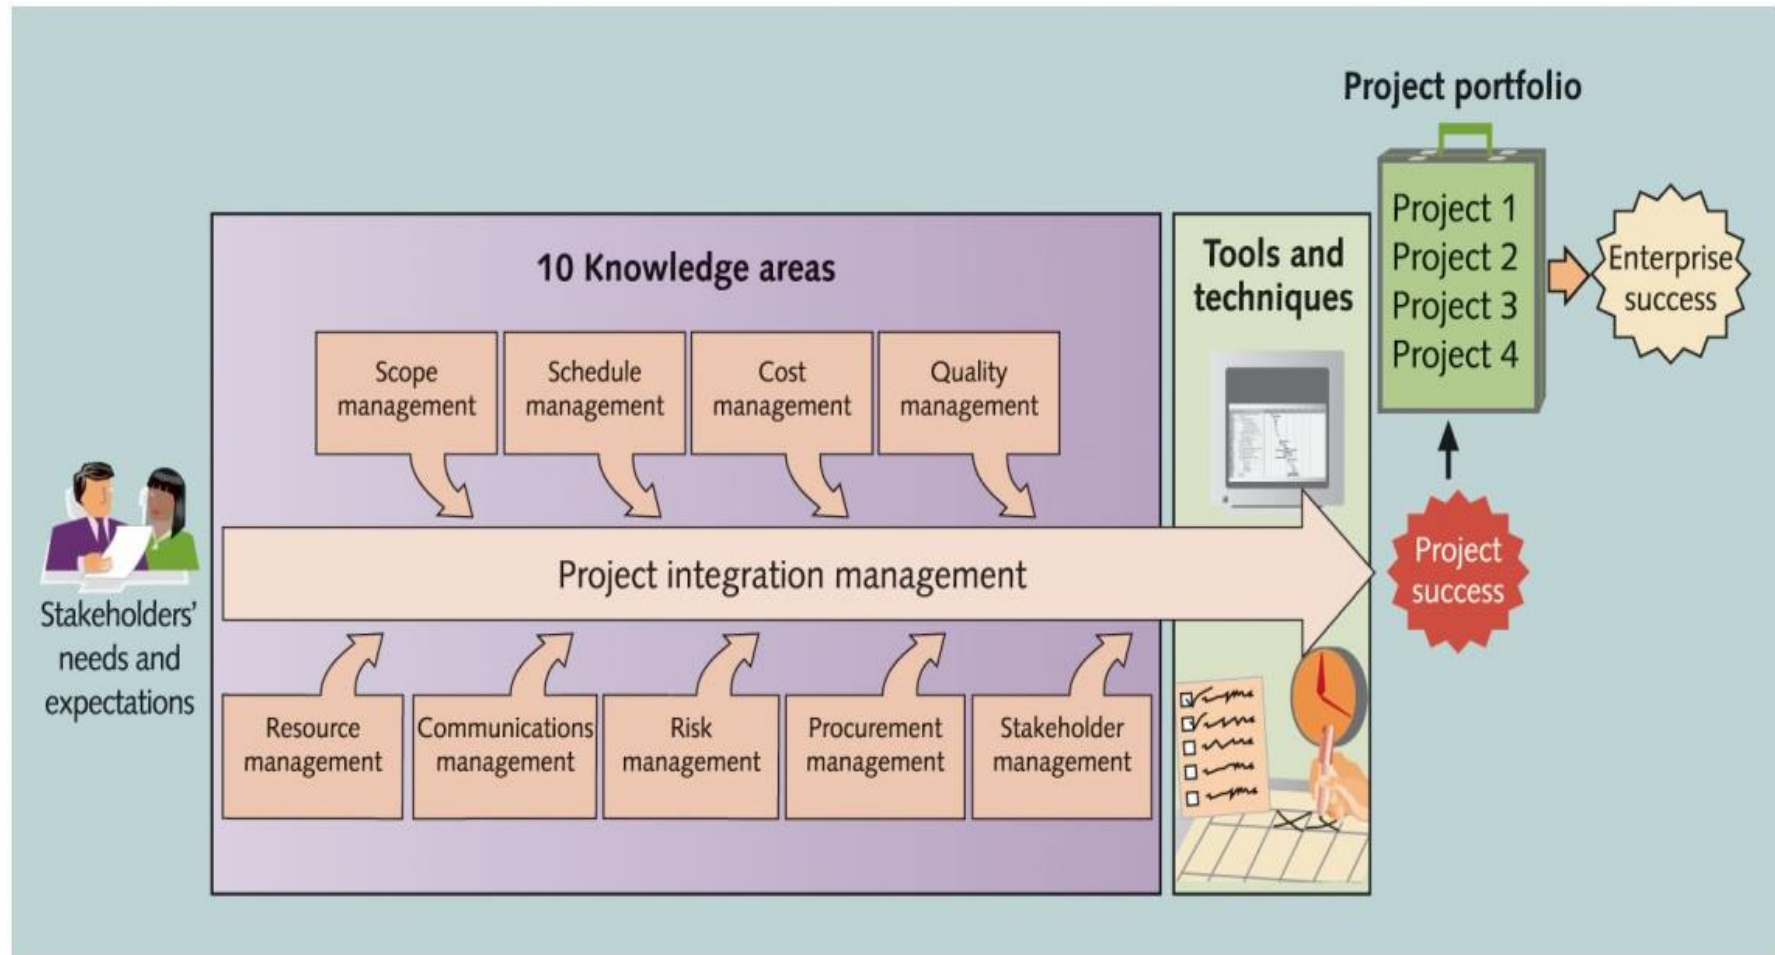 Project portfolio
Project 1
Project 2
Project 3
Project 4
Enterprise
success
10 Knowledge areas
Tools and
techniques
Scope
management
Schedule
management
Cost
management
Quality
management
Stakeholders’
needs and
expectations
Project integration management
Project
success
Resource
management
Communications
management
Risk
management
Procurement
management
Stakeholder
management